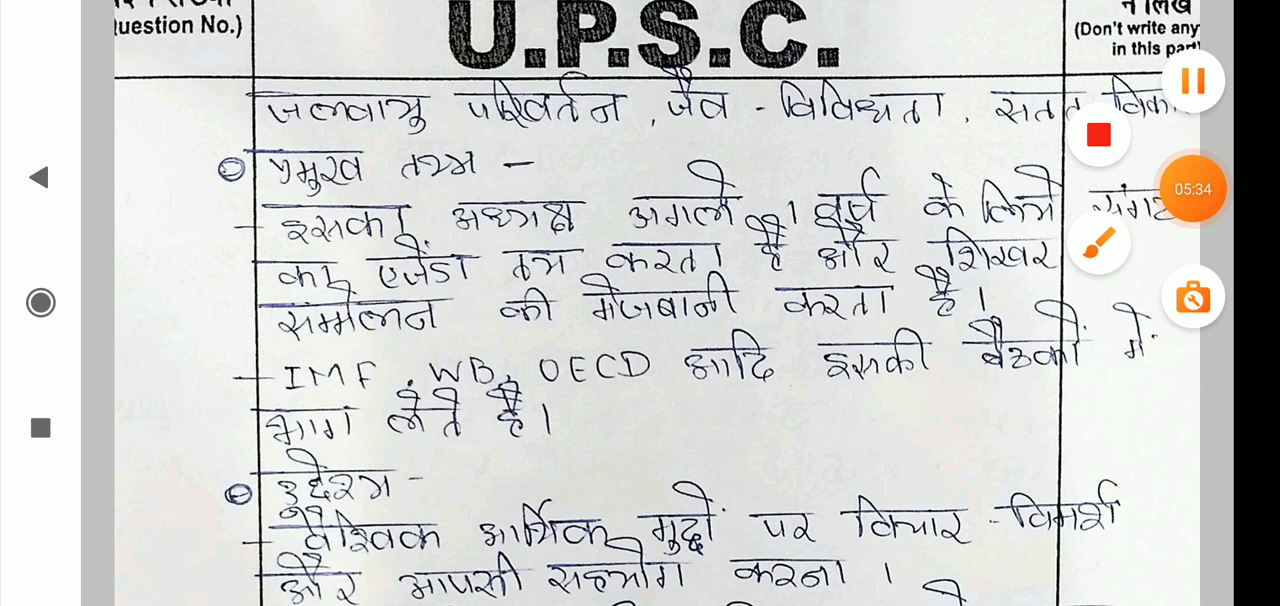 Question No.)
U.P.S.C.
(Don't write any
in this part
जलवायु परिवर्तन, जैव - विविधता, सतत
प्रमुख तथ्य -
- इसका अध्यक्ष अगले 1 वर्ष के लिये
का एजेंडा तय करता है और शिखर
सम्मेलन की मेजबानी करता है।
- IMF, WB, OECD आदि इसकी बैठकों में
भाग लेते हैं।
उद्देश्य -
- वैश्विक आर्थिक मुद्दों पर विचार - विमर्श
और आपसी सहयोग करना।
05:34